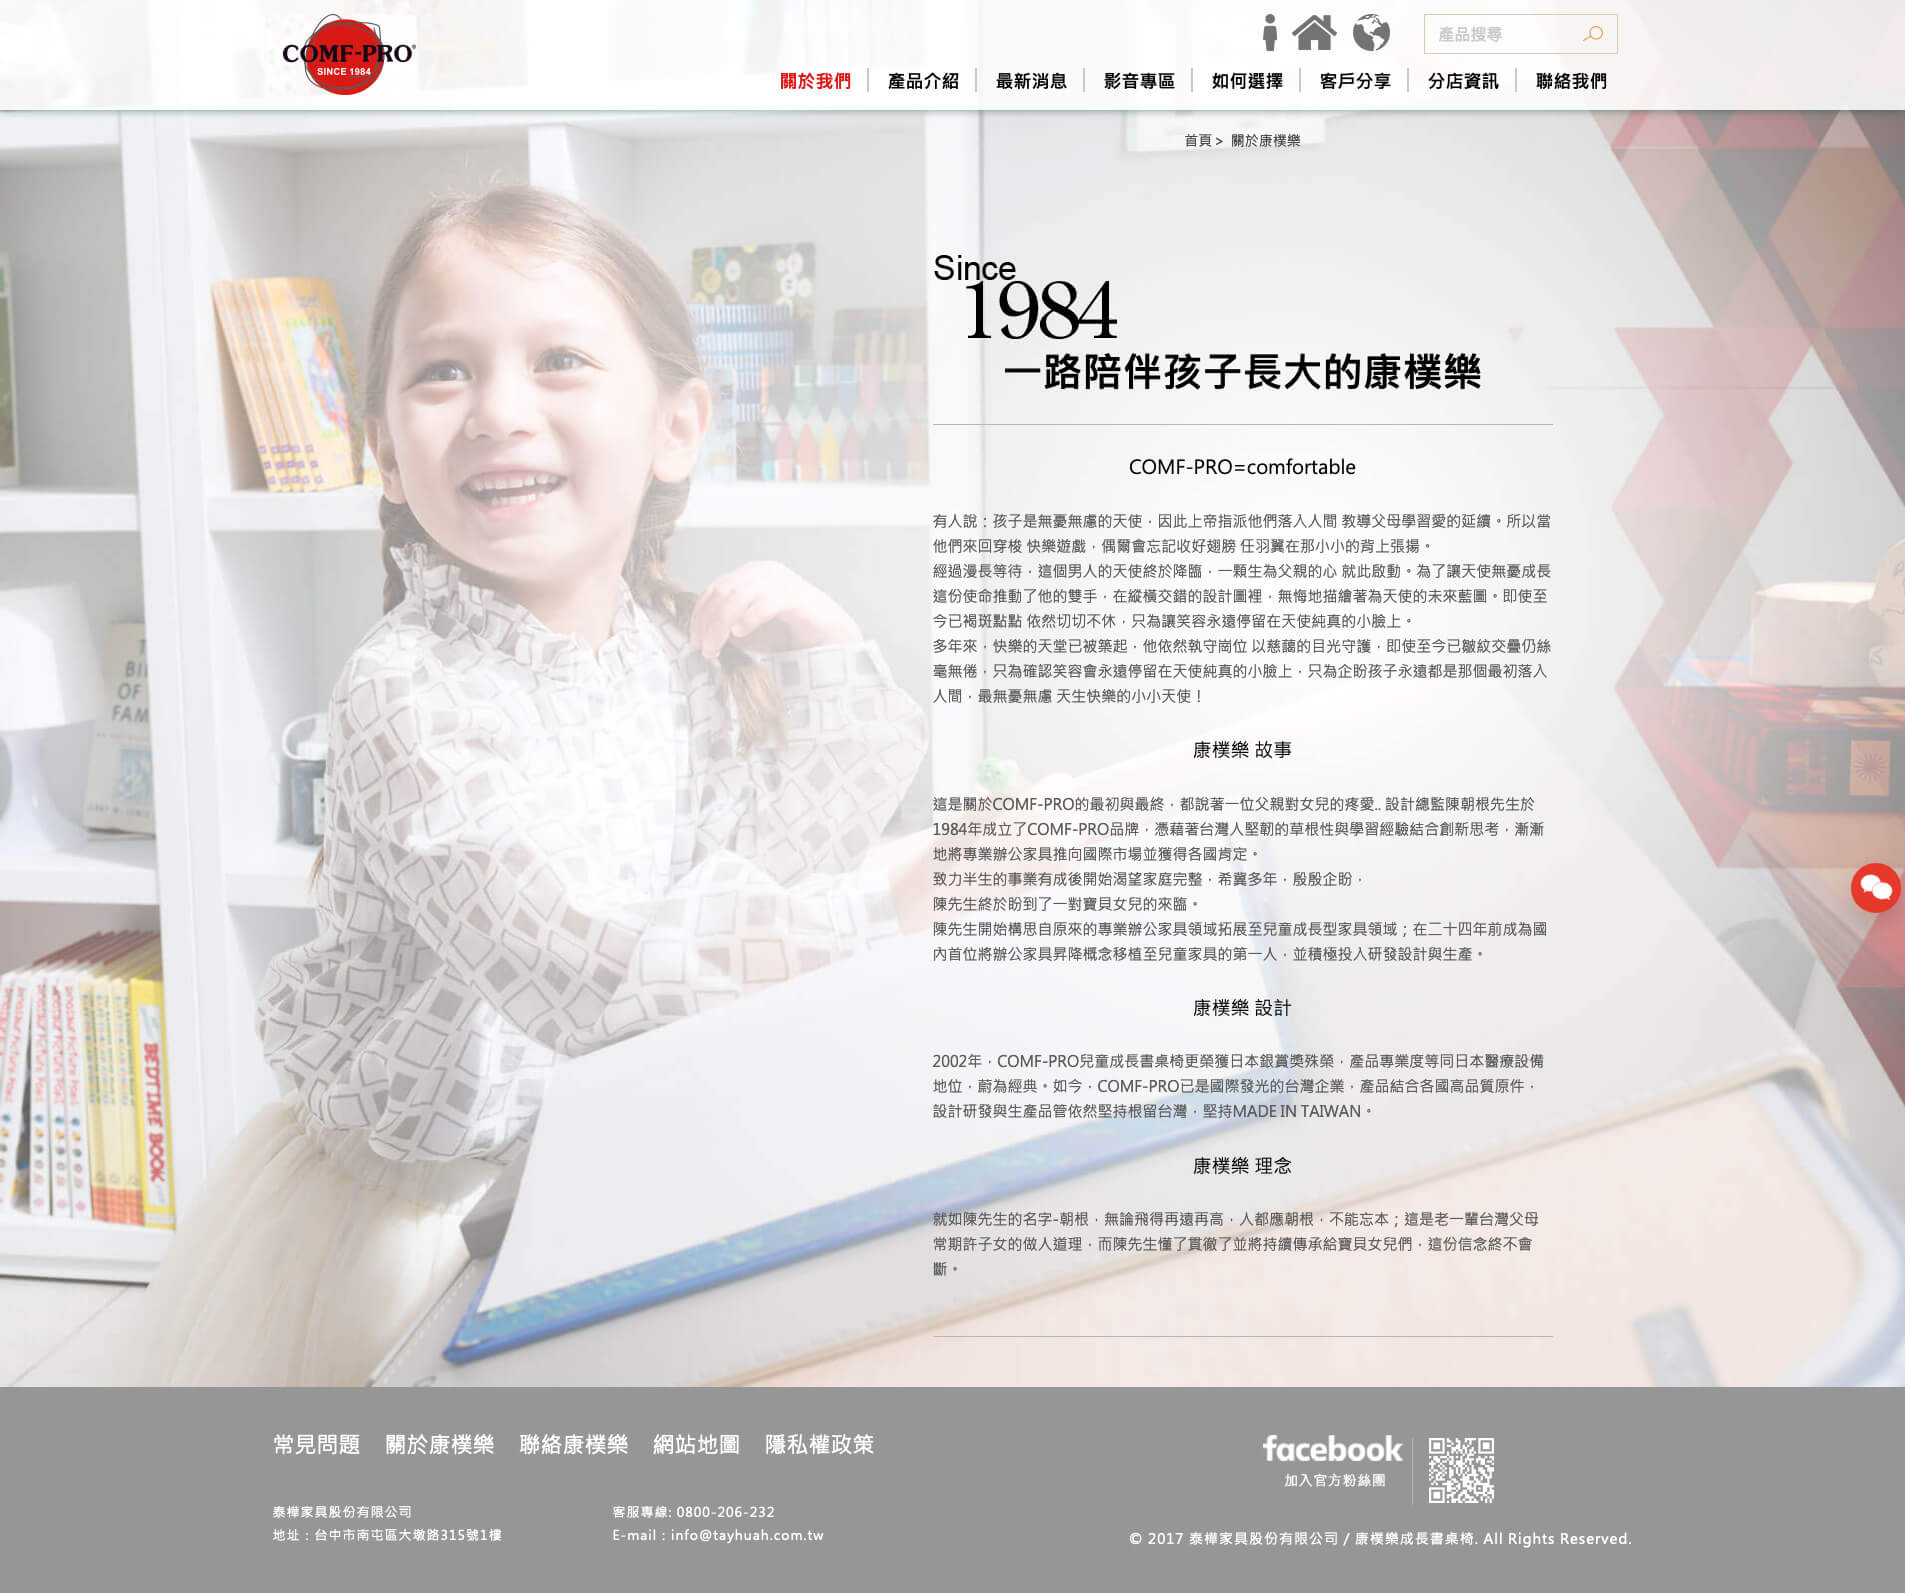 COMF-PRO®
SINCE 1984
產品搜尋
關於我們 產品介紹 最新消息 影音專區 如何選擇 客戶分享 分店資訊 聯絡我們
首頁 > 關於康樸樂
Since
1984
一路陪伴孩子長大的康樸樂
COMF-PRO=comfortable
有人說：孩子是無憂無慮的天使，因此上帝指派他們落入人間 教導父母學習愛的延續。所以當
他們來回穿梭 快樂遊戲，偶爾會忘記收好翅膀 任羽翼在那小小的背上張揚。
經過漫長等待，這個男人的天使終於降臨，一顆生為父親的心 就此啟動。為了讓天使無憂成長
這份使命推動了他的雙手，在縱橫交錯的設計圖裡，無悔地描繪著為天使的未來藍圖。即使至
今已褐斑點點 依然切切不休，只為讓笑容永遠停留在天使純真的小臉上。
多年來，快樂的天堂已被築起，他依然執守崗位 以慈藹的目光守護，即使至今已皺紋交疊仍絲
毫無倦，只為確認笑容會永遠停留在天使純真的小臉上，只為企盼孩子永遠都是那個最初落入
人間，最無憂無慮 天生快樂的小小天使！
康樸樂 故事
這是關於COMF-PRO的最初與最終，都說著一位父親對女兒的疼愛.. 設計總監陳朝根先生於
1984年成立了COMF-PRO品牌，憑藉著台灣人堅韌的草根性與學習經驗結合創新思考，漸漸
地將專業辦公家具推向國際市場並獲得各國肯定。
致力半生的事業有成後開始渴望家庭完整，希冀多年，殷殷企盼，
陳先生終於盼到了一對寶貝女兒的來臨。
陳先生開始構思自原來的專業辦公家具領域拓展至兒童成長型家具領域；在二十四年前成為國
內首位將辦公家具昇降概念移植至兒童家具的第一人，並積極投入研發設計與生產。
康樸樂 設計
2002年，COMF-PRO兒童成長書桌椅更榮獲日本銀賞獎殊榮，產品專業度等同日本醫療設備
地位，蔚為經典。如今，COMF-PRO已是國際發光的台灣企業，產品結合各國高品質原件，
設計研發與生產品管依然堅持根留台灣，堅持MADE IN TAIWAN。
康樸樂 理念
就如陳先生的名字-朝根，無論飛得再遠再高，人都應朝根，不能忘本；這是老一輩台灣父母
常期許子女的做人道理，而陳先生懂了貫徹了並將持續傳承給寶貝女兒們，這份信念終不會
斷。
BEDTIME BOOK
常見問題 關於康樸樂 聯絡康樸樂 網站地圖 隱私權政策
facebook
加入官方粉絲團
泰樺家具股份有限公司 客服專線: 0800-206-232
地址：台中市南屯區大墩路315號1樓 E-mail：info@tayhuah.com.tw
© 2017 泰樺家具股份有限公司 / 康樸樂成長書桌椅. All Rights Reserved.